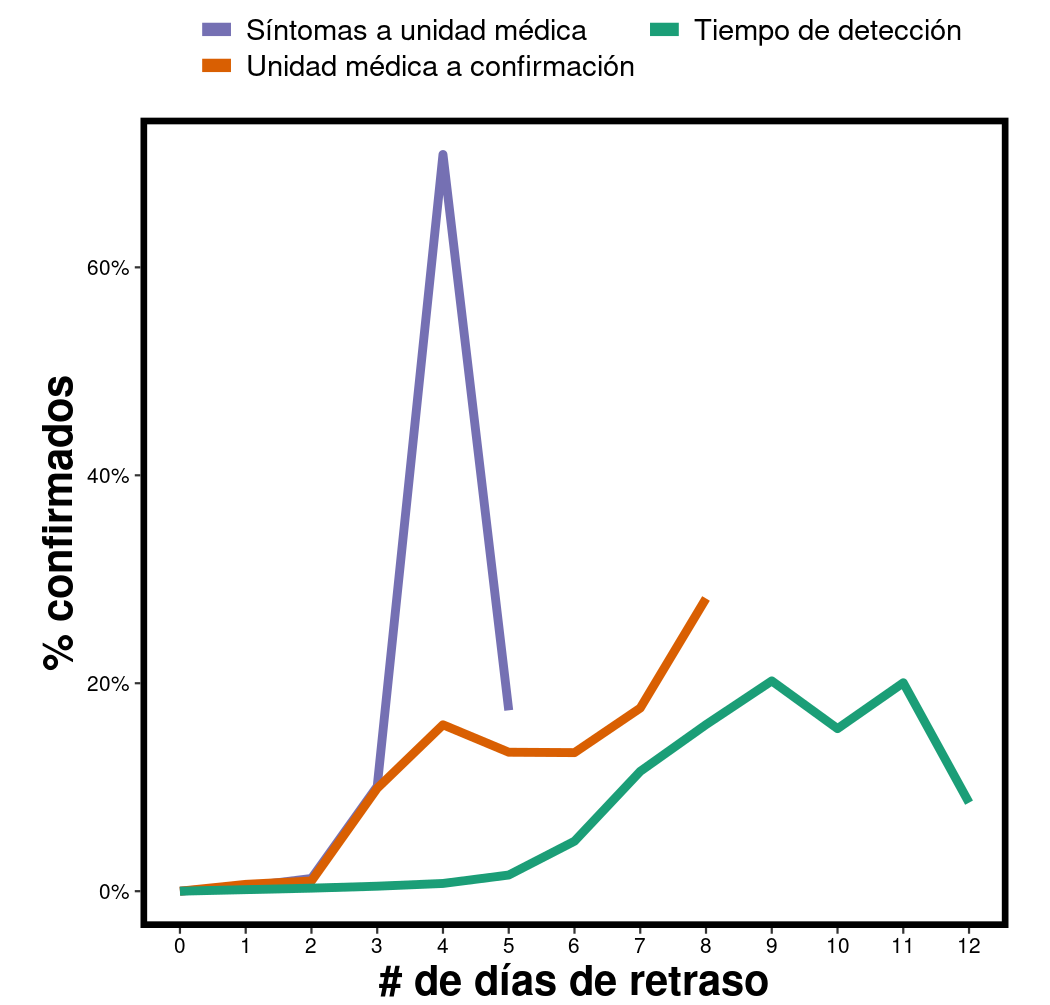 Síntomas a unidad médica
Tiempo de detección
Unidad médica a confirmación
% confirmados
60%
40%
20%
0%
0 1 2 3 4 5 6 7 8 9 10 11 12
# de días de retraso